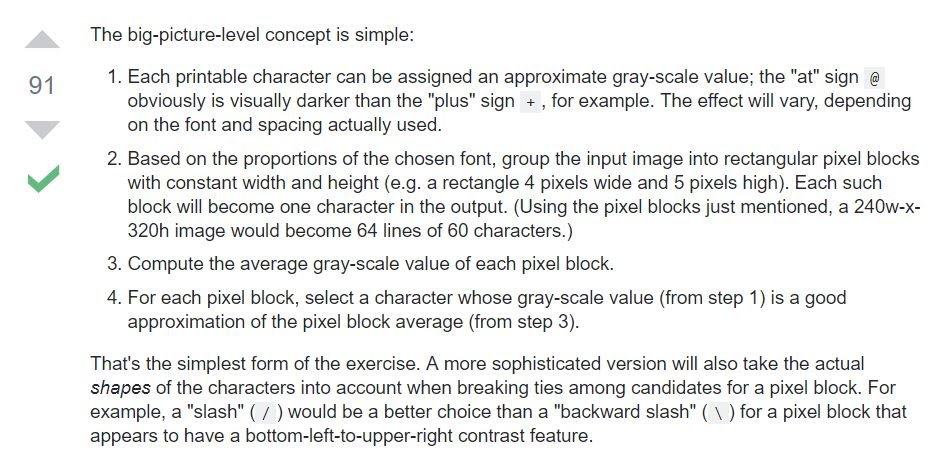 The big-picture-level concept is simple:
91
1. Each printable character can be assigned an approximate gray-scale value; the "at" sign @
obviously is visually darker than the "plus" sign +, for example. The effect will vary, depending
on the font and spacing actually used.
2. Based on the proportions of the chosen font, group the input image into rectangular pixel blocks
with constant width and height (e.g. a rectangle 4 pixels wide and 5 pixels high). Each such
block will become one character in the output. (Using the pixel blocks just mentioned, a 240w-x-
320h image would become 64 lines of 60 characters.)
3. Compute the average gray-scale value of each pixel block.
4. For each pixel block, select a character whose gray-scale value (from step 1) is a good
approximation of the pixel block average (from step 3).
That's the simplest form of the exercise. A more sophisticated version will also take the actual
shapes of the characters into account when breaking ties among candidates for a pixel block. For
example, a "slash" ( / ) would be a better choice than a "backward slash" ( \ ) for a pixel block that
appears to have a bottom-left-to-upper-right contrast feature.